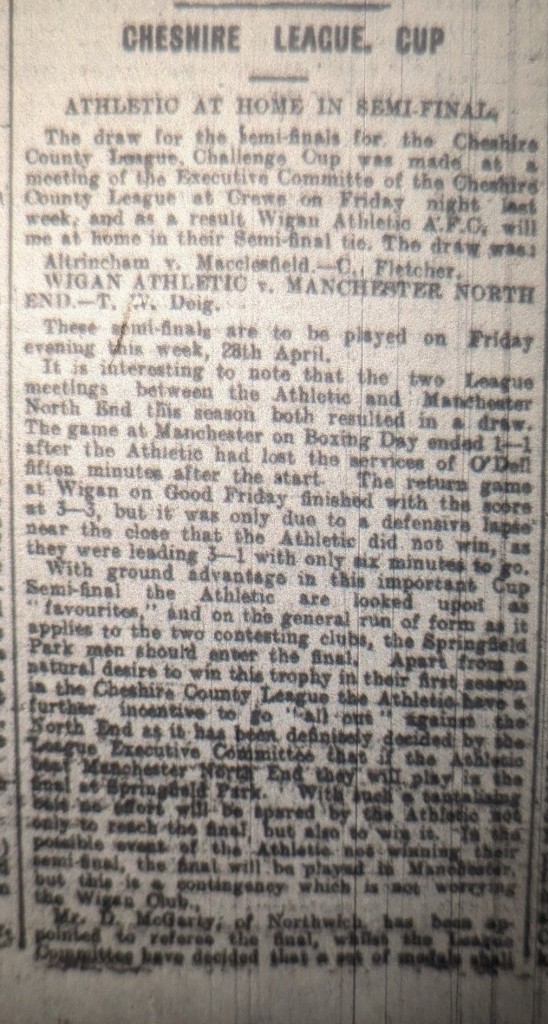 CHESHIRE LEAGUE CUP
ATHLETIC AT HOME IN SEMI-FINAL.
The draw for the semi-finals for the Cheshire
County League Challenge Cup was made at a
meeting of the Executive Committe of the Cheshire
County League at Crewe on Friday night last
week, and as a result Wigan Athletic A.F.C. will
me at home in their Semi-final tie. The draw was:
Altrincham v. Macclesfield.—C. Fletcher.
WIGAN ATHLETIC v. MANCHESTER NORTH
END.—T. W. Doig.
These semi-finals are to be played on Friday
evening this week, 28th April.
It is interesting to note that the two League
meetings between the Athletic and Manchester
North End this season both resulted in a draw.
The game at Manchester on Boxing Day ended 1—1
after the Athletic had lost the services of O'Dell
fiften minutes after the start. The return game
at Wigan on Good Friday finished with the score
at 3—3, but it was only due to a defensive lapse
near the close that the Athletic did not win, as
they were leading 3—1 with only six minutes to go.
With ground advantage in this important Cup
Semi-final the Athletic are looked upon as
"favourites," and on the general run of form as it
applies to the two contesting clubs, the Springfield
Park men should enter the final. Apart from a
natural desire to win this trophy in their first season
in the Cheshire County League the Athletic have a
further incentive to go "all out" against the
North End as it has been definitely decided by the
League Executive Committee that if the Athletic
beat Manchester North End they will play in the
final at Springfield Park. With such a tantalising
bait no effort will be spared by the Athletic not
only to reach the final, but also to win it. In the
possible event of the Athletic not winning their
semi-final, the final will be played in Manchester,
but this is a contingency which is not worrying
the Wigan Club.
Mr. D. McGarty, of Northwich, has been ap-
pointed to referee the final, whilst the League
Committee have decided that a set of medals shall